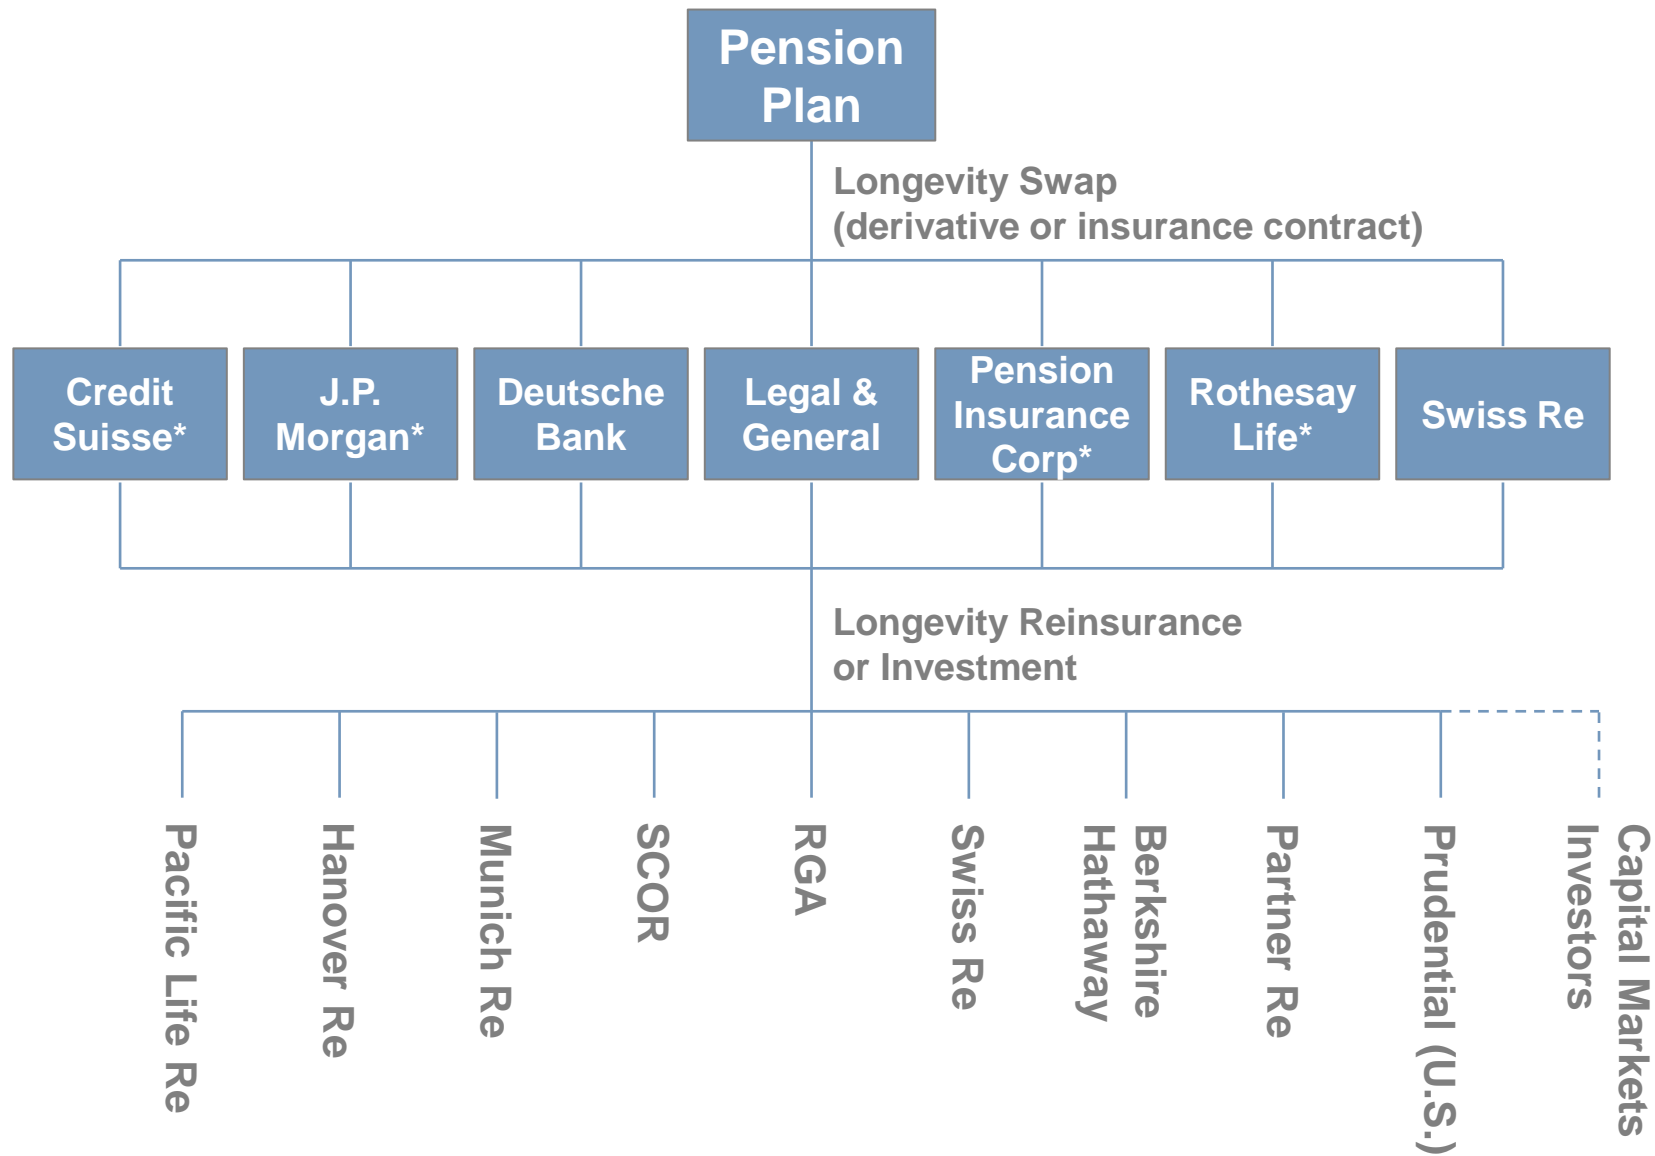 Pension
Plan
Longevity Swap
(derivative or insurance contract)
Credit
Suisse*
J.P.
Morgan*
Deutsche
Bank
Legal &
General
Pension
Insurance
Corp*
Rothesay
Life*
Swiss Re
Longevity Reinsurance
or Investment
Pacific Life Re
Hanover Re
Munich Re
SCOR
RGA
Swiss Re
Berkshire
Hathaway
Partner Re
Prudential (U.S.)
Capital Markets
Investors